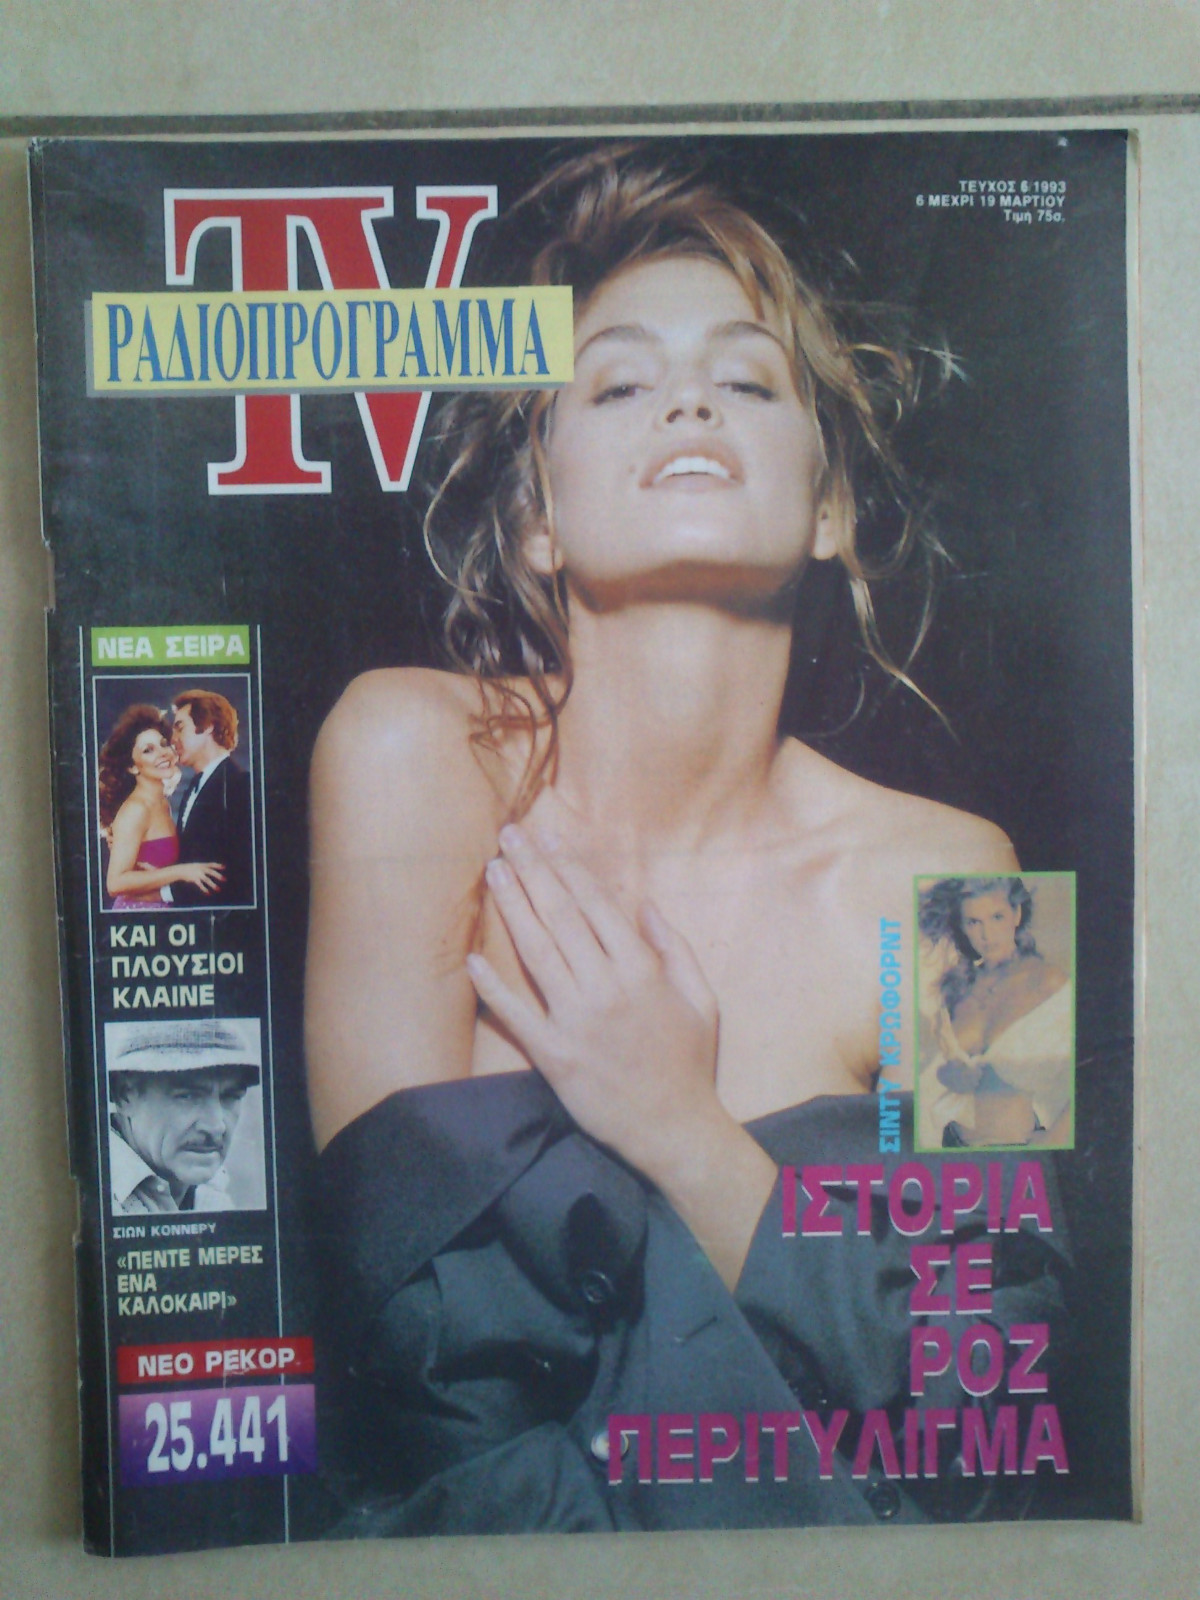 ΤΕΥΧΟΣ 6/1993
6 ΜΕΧΡΙ 19 ΜΑΡΤΙΟΥ
Τιμή 75σ.
TV
ΡΑΔΙΟΠΡΟΓΡΑΜΜΑ
ΝΕΑ ΣΕΙΡΑ
ΚΑΙ ΟΙ
ΠΛΟΥΣΙΟΙ
ΚΛΑΙΝΕ
ΣΙΩΝ ΚΟΝΝΕΡΥ
«ΠΕΝΤΕ ΜΕΡΕΣ
ΕΝΑ
ΚΑΛΟΚΑΙΡΙ»
ΝΕΟ ΡΕΚΟΡ
25.441
ΣΙΝΤΥ ΚΡΩΦΟΡΝΤ
ΙΣΤΟΡΙΑ
ΣΕ
ΡΟΖ
ΠΕΡΙΤΥΛΙΓΜΑ